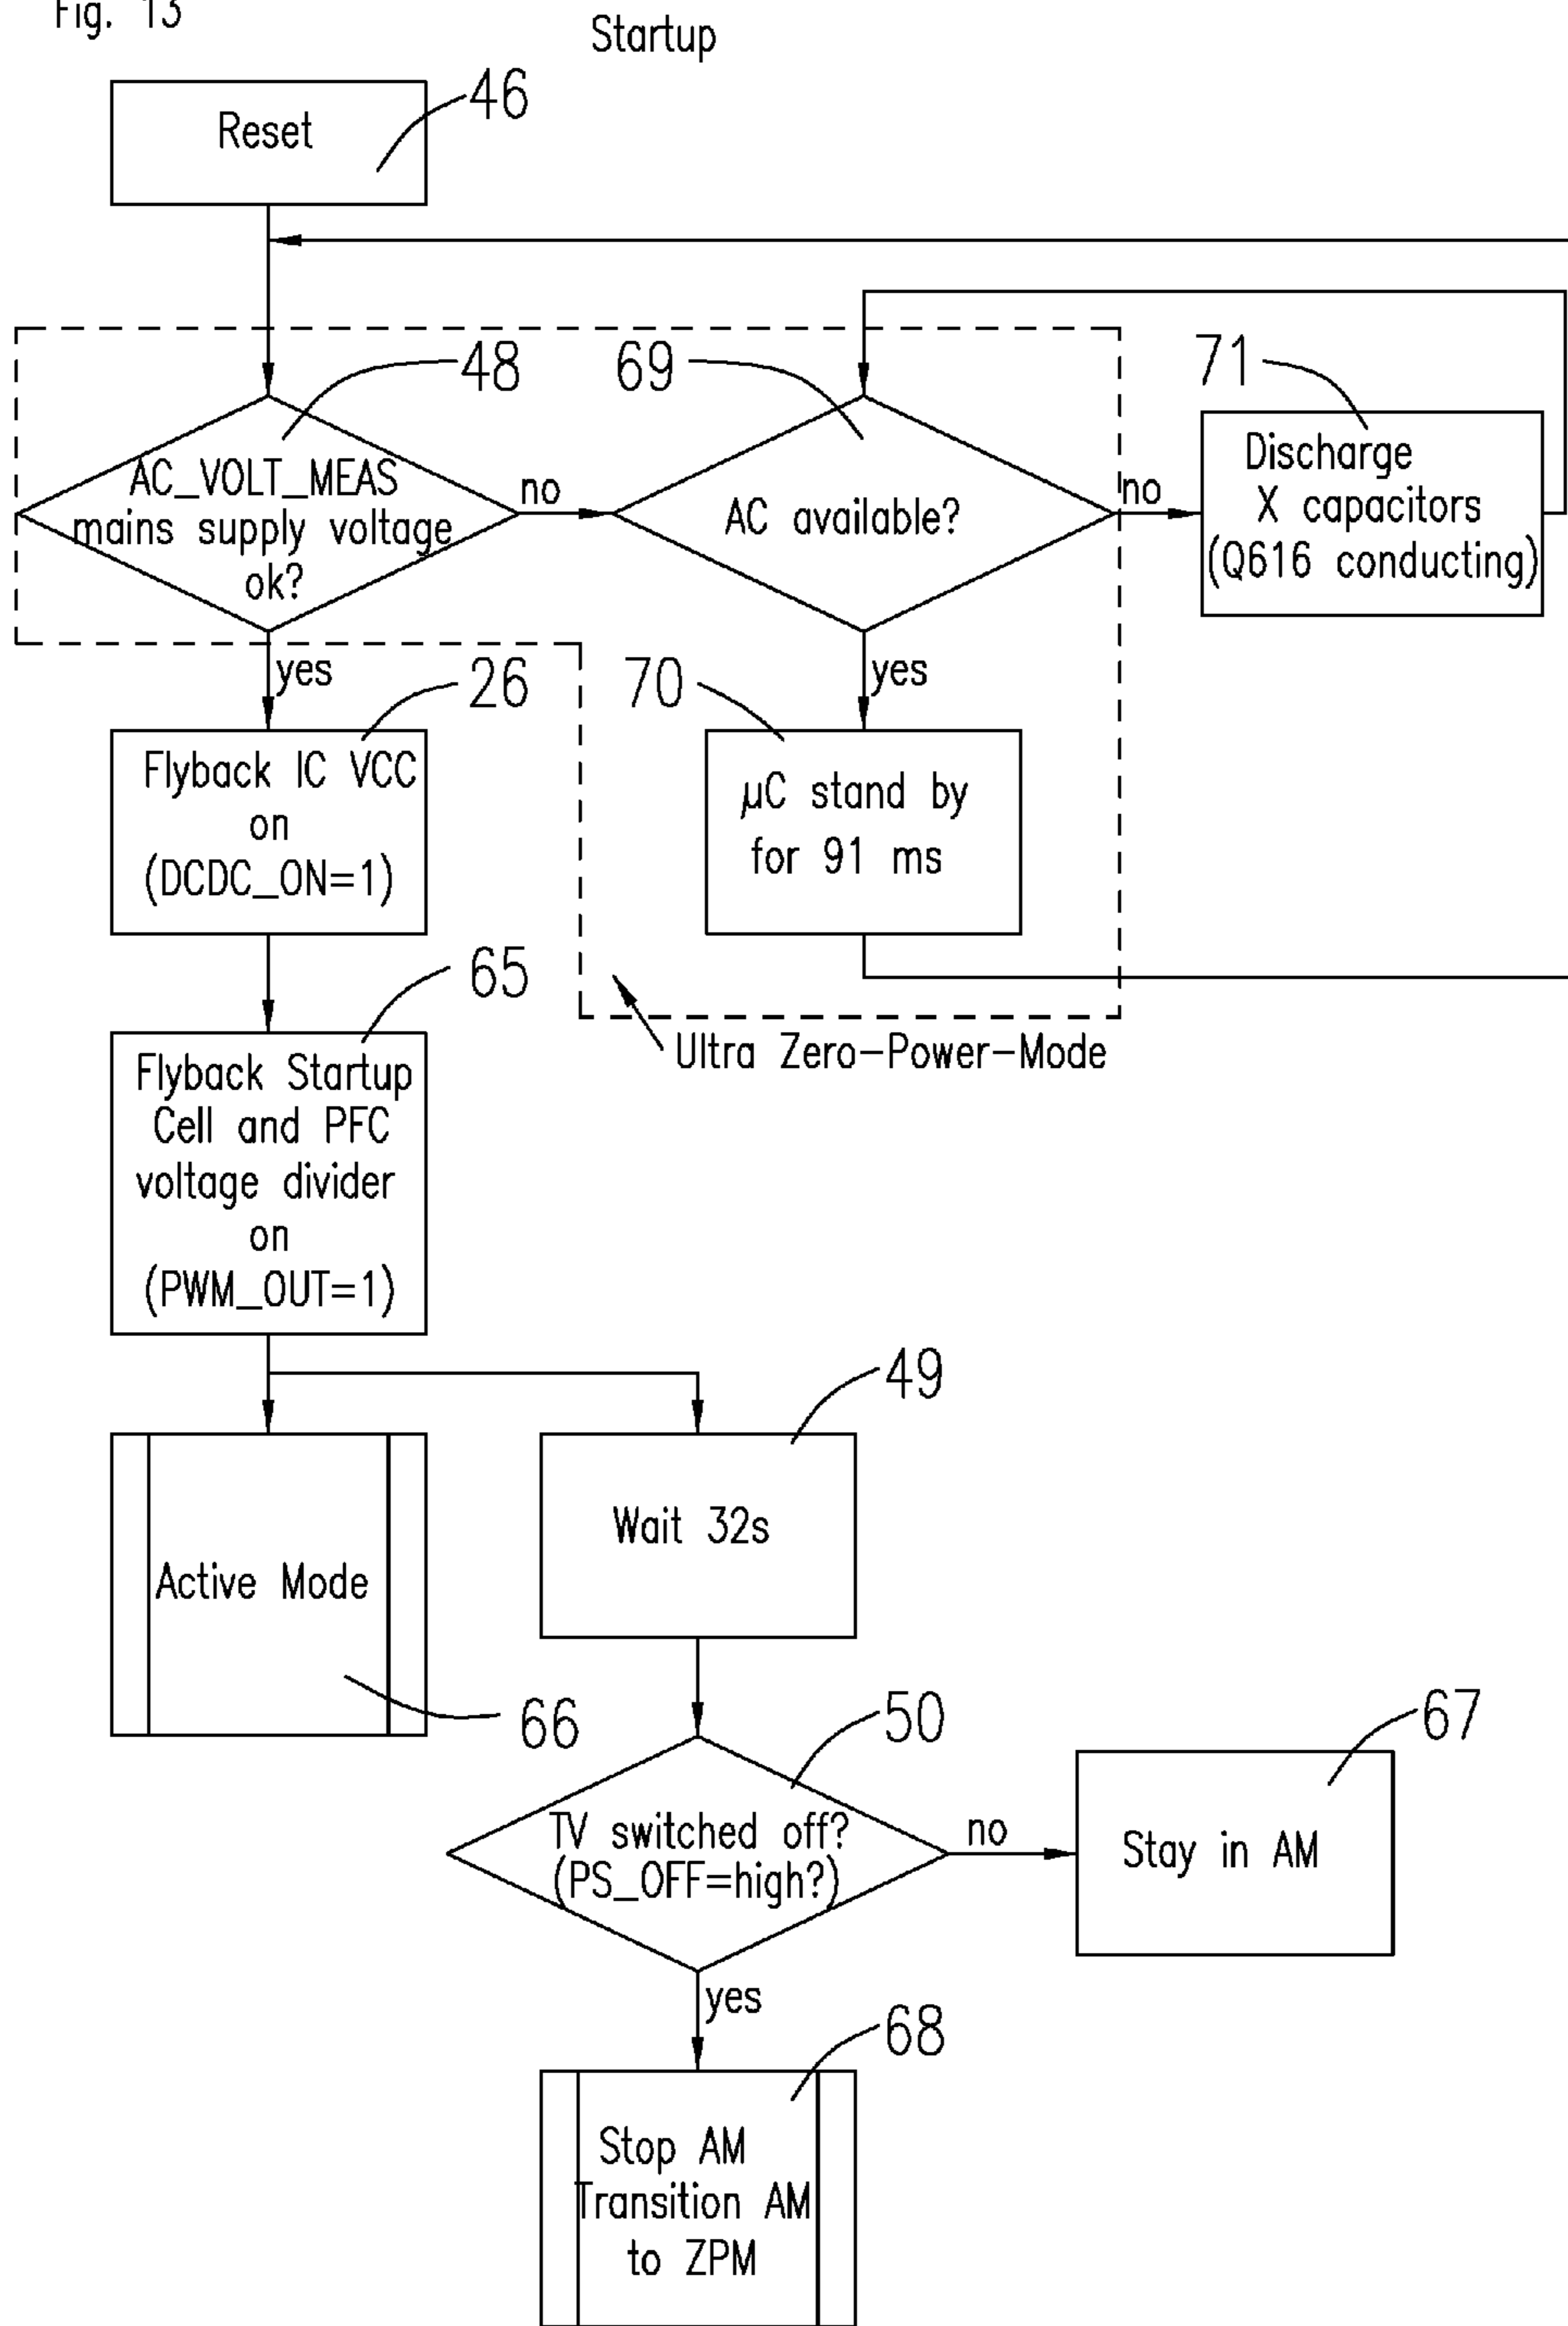 Fig. 13
Startup
Reset
46
48
69
71
AC_VOLT_MEAS
mains supply voltage
ok?
no
AC available?
no
Discharge
X capacitors
(Q616 conducting)
yes
26
70
yes
Flyback IC VCC
on
(DCDC_ON=1)
µC stand by
for 91 ms
65
Ultra Zero-Power-Mode
Flyback Startup
Cell and PFC
voltage divider
on
(PWM_OUT=1)
49
Wait 32s
Active Mode
66
50
67
TV switched off?
(PS_OFF=high?)
no
Stay in AM
yes
68
Stop AM
Transition AM
to ZPM